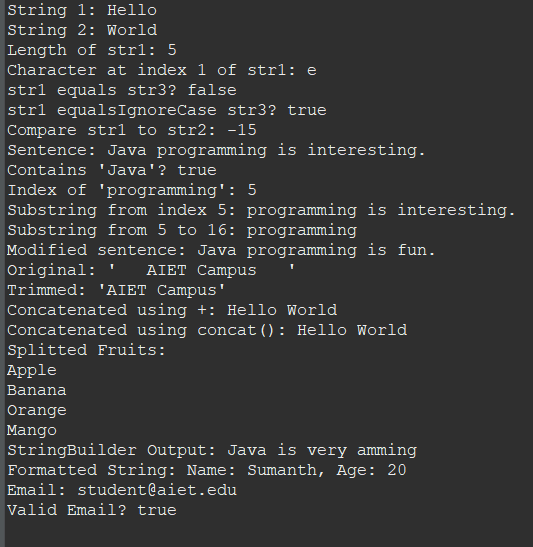 String 1: Hello
String 2: World
Length of str1: 5
Character at index 1 of str1: e
str1 equals str3? false
str1 equalsIgnoreCase str3? true
Compare str1 to str2: -15
Sentence: Java programming is interesting.
Contains 'Java'? true
Index of 'programming': 5
Substring from index 5: programming is interesting.
Substring from 5 to 16: programming
Modified sentence: Java programming is fun.
Original: '   AIET Campus   '
Trimmed: 'AIET Campus'
Concatenated using +: Hello World
Concatenated using concat(): Hello World
Splitted Fruits:
Apple
Banana
Orange
Mango
StringBuilder Output: Java is very amming
Formatted String: Name: Sumanth, Age: 20
Email: student@aiet.edu
Valid Email? true